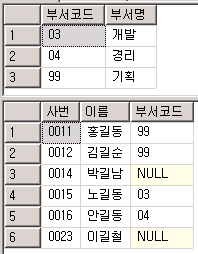 부서코드 부서명
1 03 개발
2 04 경리
3 99 기획
사번 이름 부서코드
1 0011 홍길동 99
2 0012 김길순 99
3 0014 박길남 NULL
4 0015 노길동 03
5 0016 안길동 04
6 0023 이길철 NULL